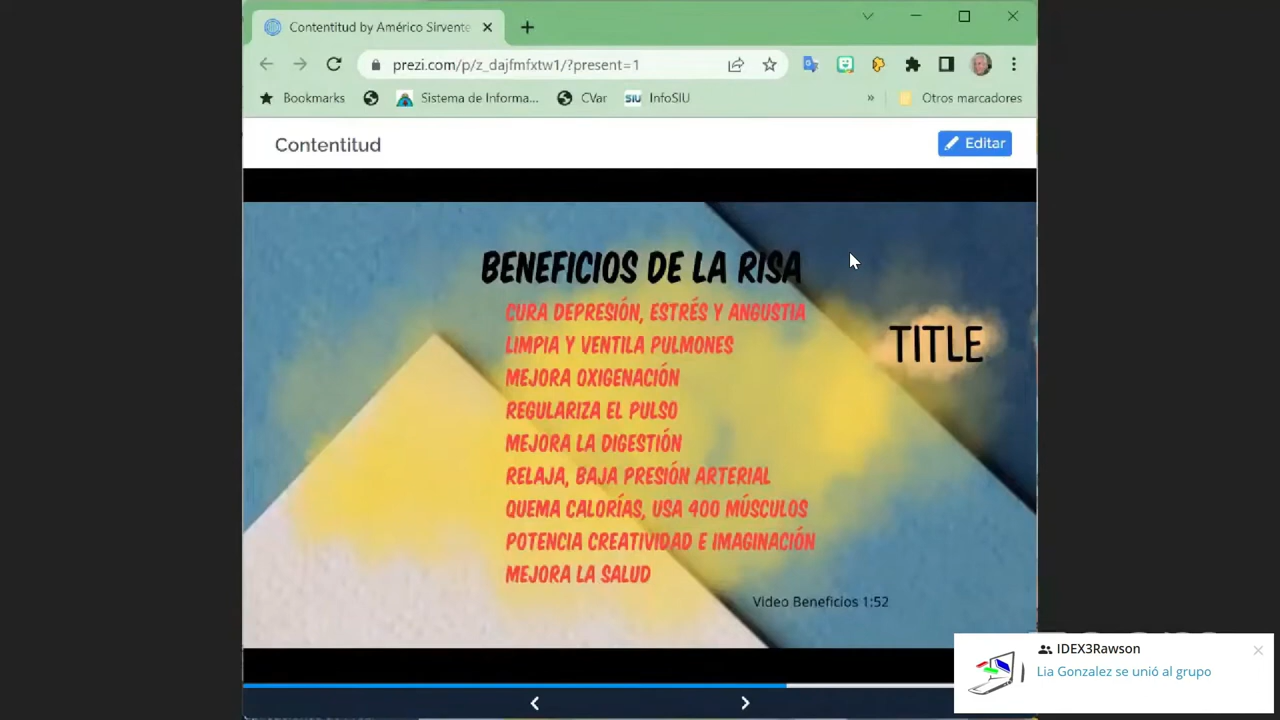 Contentitud by Américo Sirvente
prezi.com/p/z_dajfmfxtw1/?present=1
Bookmarks
Sistema de Informa...
CVar
SIU InfoSIU
»
Otros marcadores
Contentitud
Editar
BENEFICIOS DE LA RISA
CURA DEPRESIÓN, ESTRÉS Y ANGUSTIA
LIMPIA Y VENTILA PULMONES
MEJORA OXIGENACIÓN
REGULARIZA EL PULSO
MEJORA LA DIGESTIÓN
RELAJA, BAJA PRESIÓN ARTERIAL
QUEMA CALORÍAS, USA 400 MÚSCULOS
POTENCIA CREATIVIDAD E IMAGINACIÓN
MEJORA LA SALUD
TITLE
Video Beneficios 1:52
IDEX3Rawson
Lia Gonzalez se unió al grupo